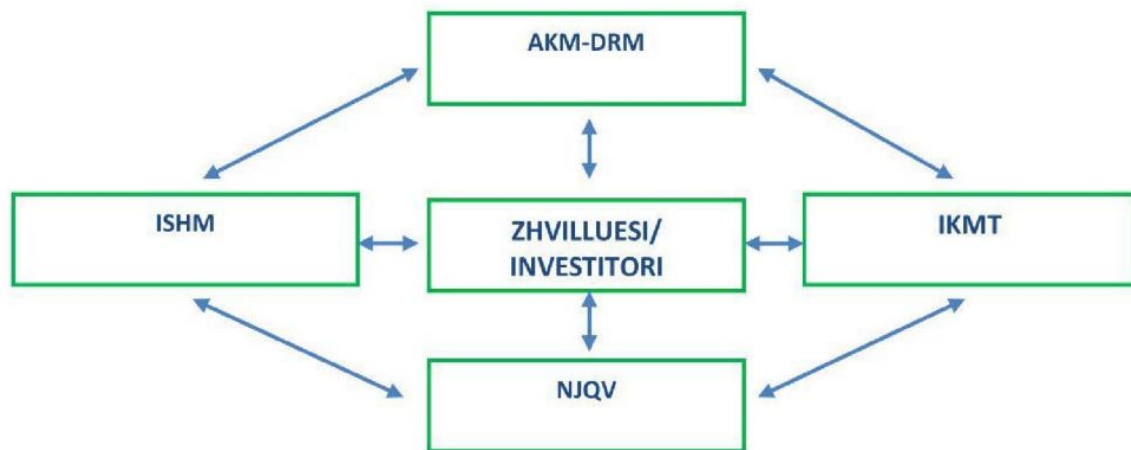 AKM-DRM
ISHM
ZHVILLUESI/
INVESTITORI
IKMT
NJQV